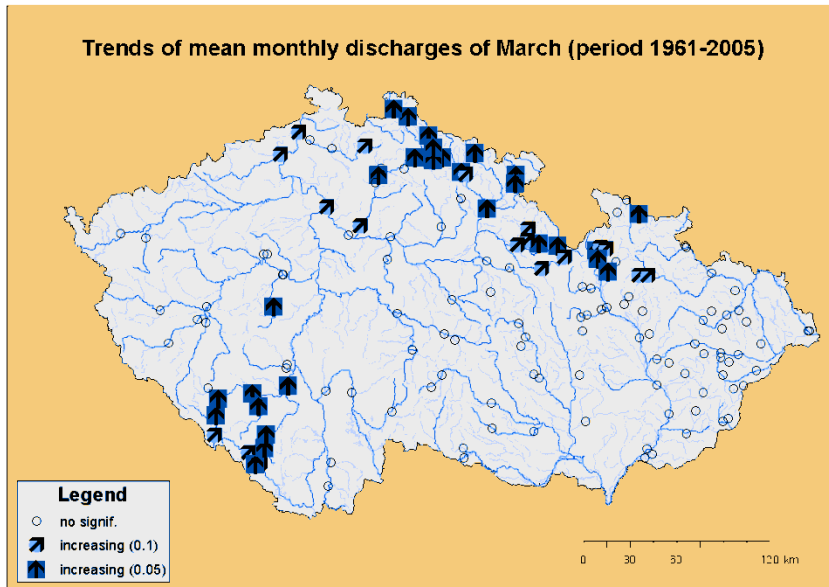 Trends of mean monthly discharges of March (period 1961-2005)
Legend
no signif.
increasing (0.1)
increasing (0.05)
0 30 60 120 km